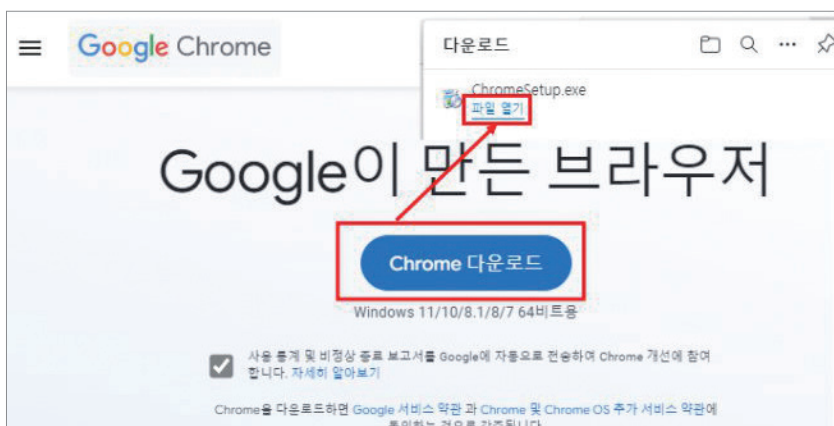 Google Chrome
다운로드
ChromeSetup.exe
파일 열기
Google이 만든 브라우저
Chrome 다운로드
Windows 11/10/8.1/8/7 64비트용
사용 통계 및 비정상 종료 보고서를 Google에 자동으로 전송하여 Chrome 개선에 참여
합니다. 자세히 알아보기
Chrome을 다운로드하면 Google 서비스 약관 과 Chrome 및 Chrome OS 추가 서비스 약관에